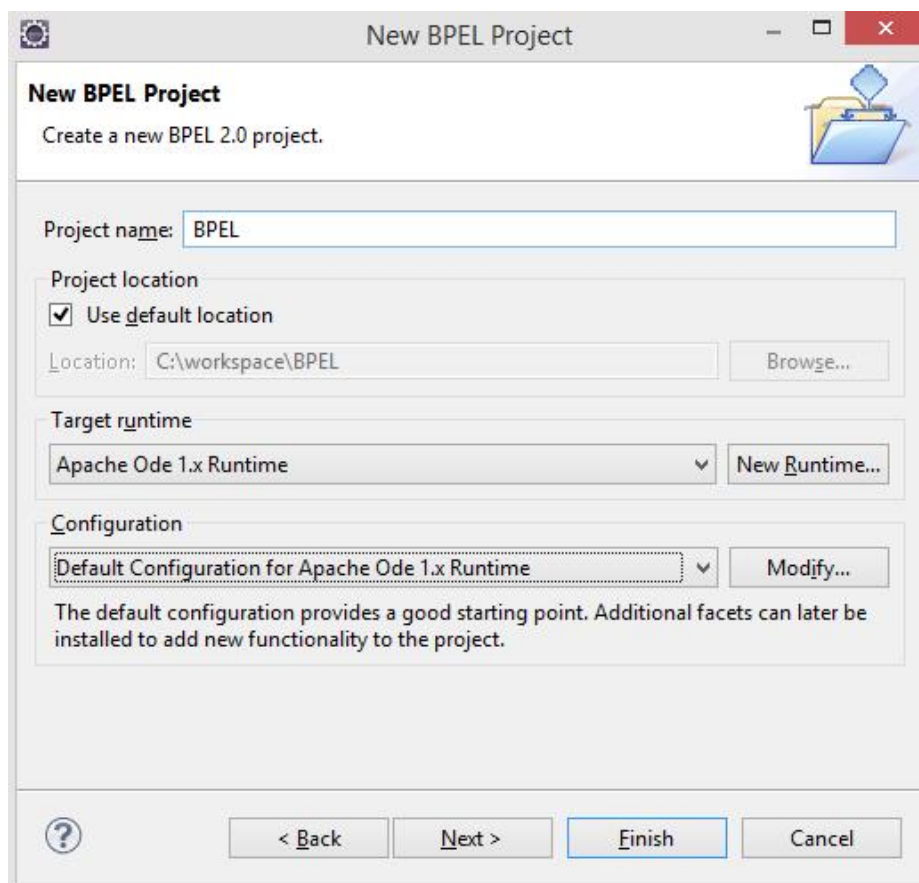 New BPEL Project
New BPEL Project
Create a new BPEL 2.0 project.
Project name: BPEL
Project location
Use default location
Location: C:\workspace\BPEL Browse...
Target runtime
Apache Ode 1.x Runtime New Runtime...
Configuration
Default Configuration for Apache Ode 1.x Runtime Modify...
The default configuration provides a good starting point. Additional facets can later be
installed to add new functionality to the project.
? < Back Next > Finish Cancel